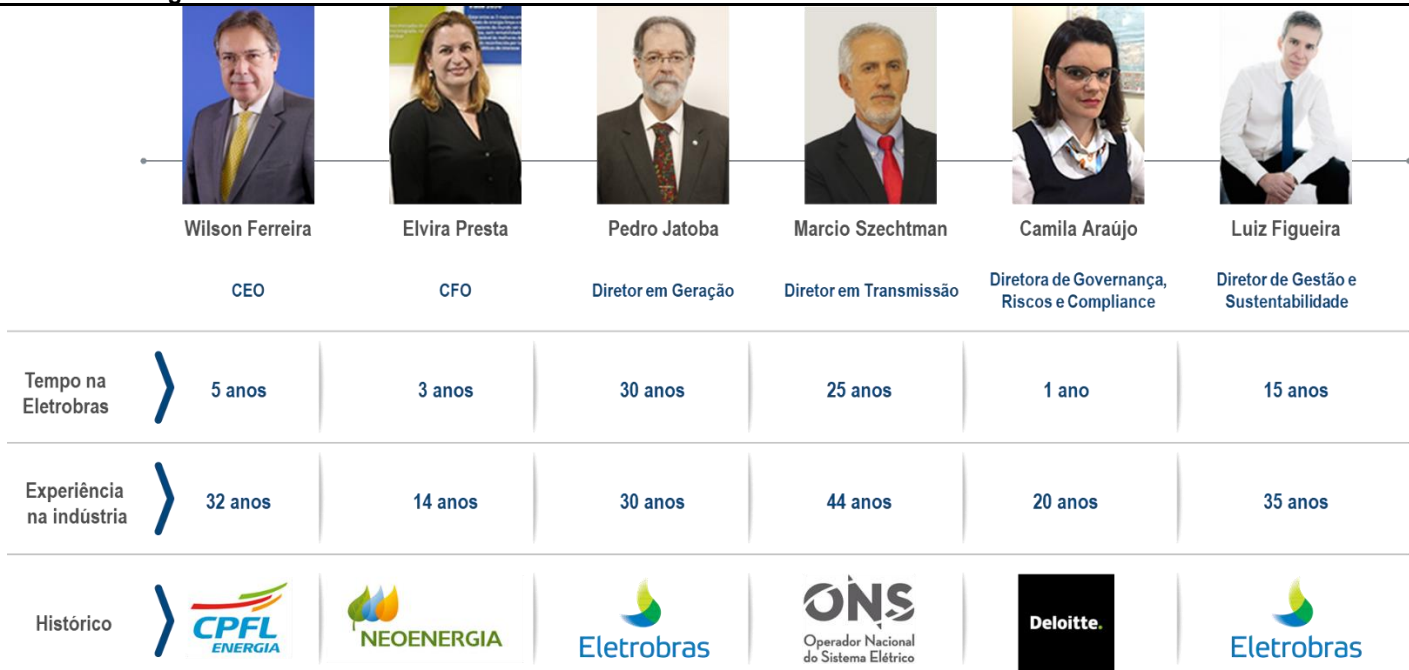 Wilson Ferreira
Elvira Presta
Pedro Jatoba
Marcio Szechtman
Camila Araújo
Luiz Figueira
CEO
CFO
Diretor em Geração
Diretor em Transmissão
Diretora de Governança,
Riscos e Compliance
Diretor de Gestão e
Sustentabilidade
Tempo na
Eletrobras
5 anos
3 anos
30 anos
25 anos
1 ano
15 anos
Experiência
na indústria
32 anos
14 anos
30 anos
44 anos
20 anos
35 anos
Histórico
CPFL
ENERGIA
NEOENERGIA
Eletrobras
ONS
Operador Nacional
do Sistema Elétrico
Deloitte.
Eletrobras